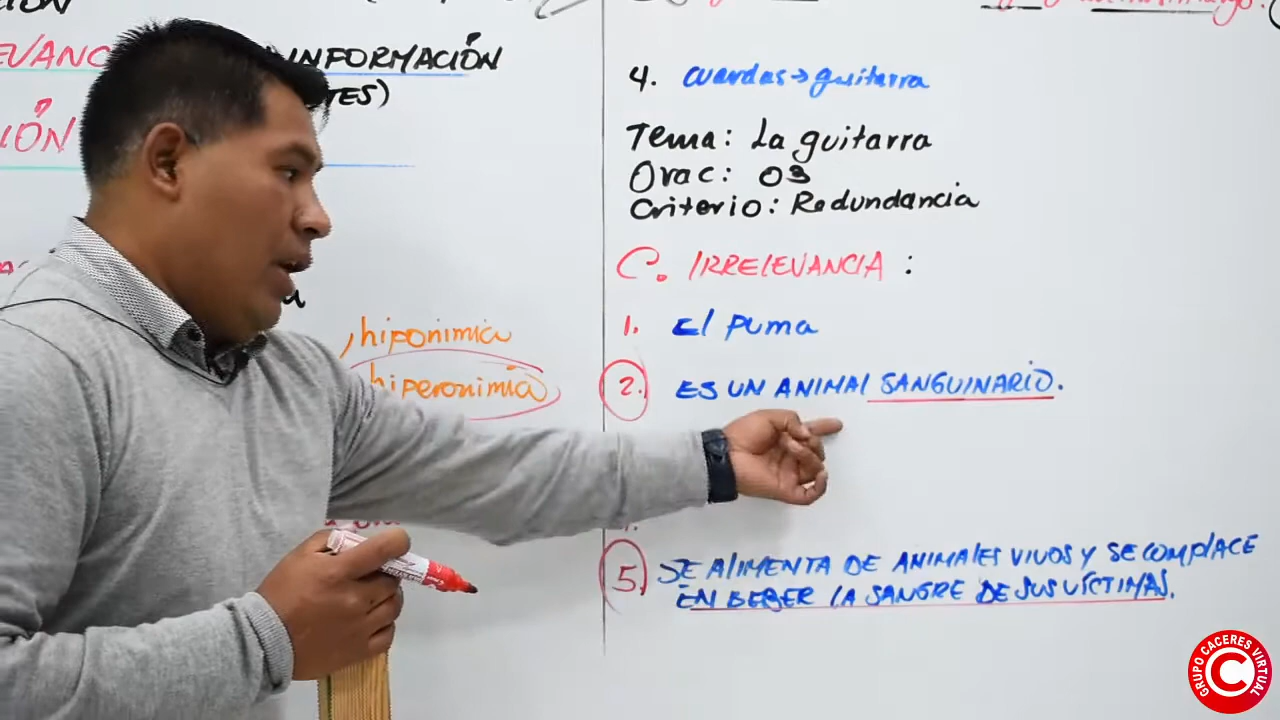 INFORMACIÓN
4. cuerdas → guitarra
Tema: La guitarra
Orac: 03
Criterio: Redundancia
C. IRRELEVANCIA :
1. El puma
hiponimia
hiperonimia
2. ES UN ANIMAL SANGUINARIO.
5. SE ALIMENTA DE ANIMALES VIVOS Y SE COMPLACE
EN BEBER LA SANGRE DE SUS VÍCTIMAS.
GRUPO CACERES VIRTUAL
C